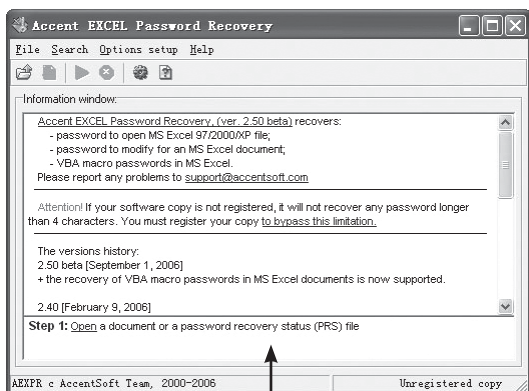 Accent EXCEL Password Recovery
File Search Options setup Help
Information window:
Accent EXCEL Password Recovery, (ver. 2.50 beta) recovers:
- password to open MS Excel 97/2000/XP file;
- password to modify for an MS Excel document;
- VBA macro passwords in MS Excel.
Please report any problems to support@accentsoft.com
Attention! If your software copy is not registered, it will not recover any password longer
than 4 characters. You must register your copy to bypass this limitation.
The versions history:
2.50 beta [September 1, 2006]
+ the recovery of VBA macro passwords in MS Excel documents is now supported.
2.40 [February 9, 2006]
Step 1: Open a document or a password recovery status (PRS) file
AEXPR c AccentSoft Team, 2000-2006 Unregistered copy